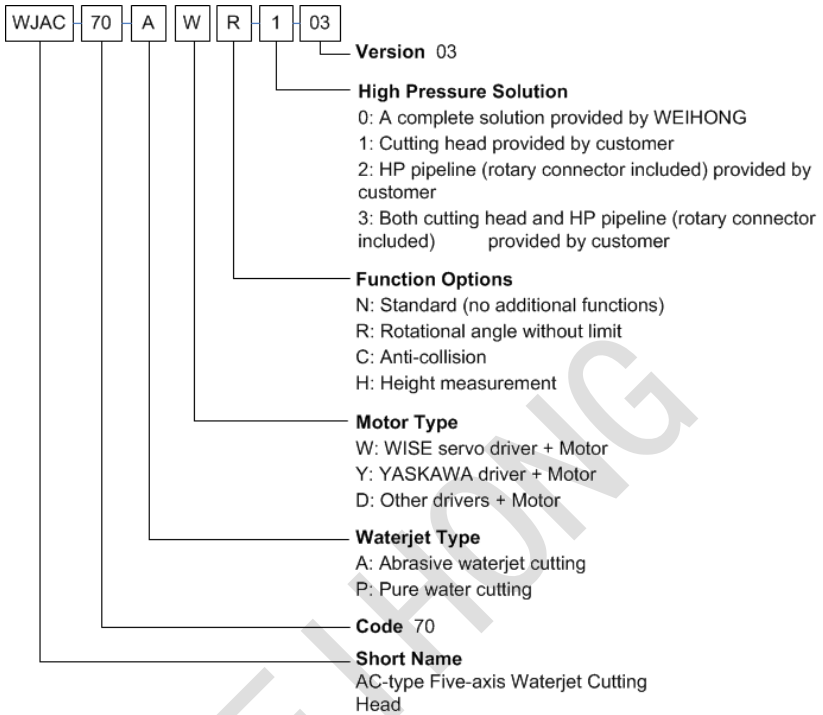 WJAC 70 A W R 1 03
Version 03
High Pressure Solution
0: A complete solution provided by WEIHONG
1: Cutting head provided by customer
2: HP pipeline (rotary connector included) provided by
customer
3: Both cutting head and HP pipeline (rotary connector
included) provided by customer
Function Options
N: Standard (no additional functions)
R: Rotational angle without limit
C: Anti-collision
H: Height measurement
Motor Type
W: WISE servo driver + Motor
Y: YASKAWA driver + Motor
D: Other drivers + Motor
Waterjet Type
A: Abrasive waterjet cutting
P: Pure water cutting
Code 70
Short Name
AC-type Five-axis Waterjet Cutting
Head
EIHONG